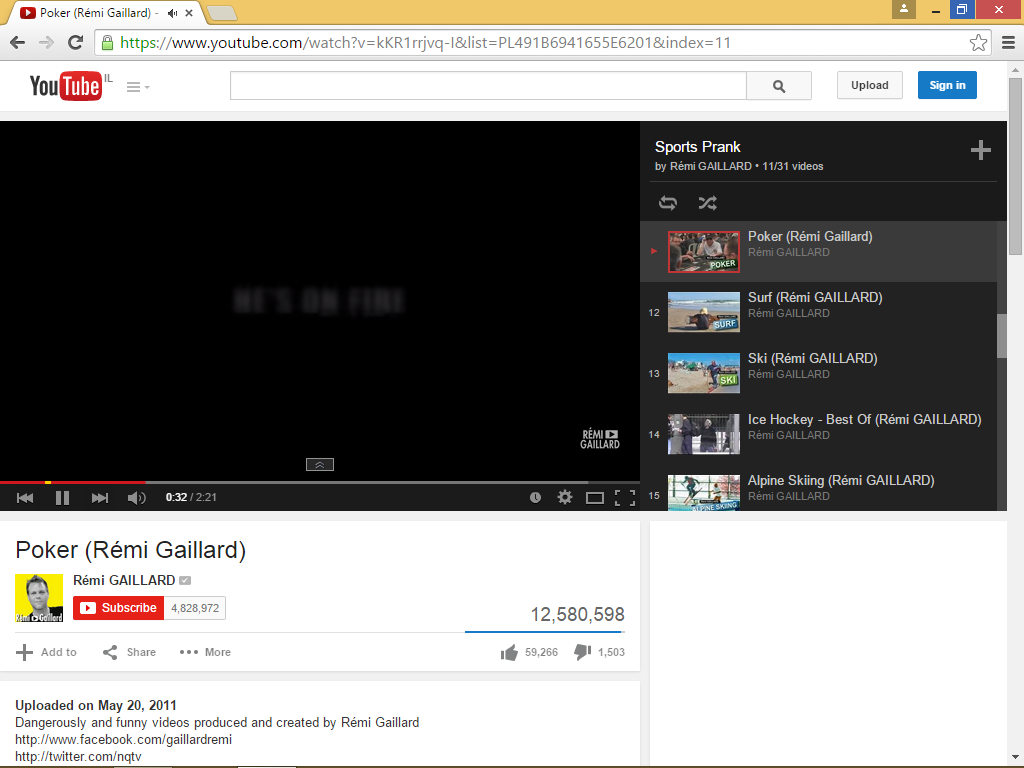 Poker (Rémi Gaillard) -
https://www.youtube.com/watch?v=kKR1rrjvq-I&list=PL491B6941655E6201&index=11
YouTube IL
Upload
Sign in
HE'S ON FIRE
RÉMI
GAILLARD
0:32 / 2:21
Sports Prank
by Rémi GAILLARD • 11/31 videos
POKER
Poker (Rémi Gaillard)
Rémi GAILLARD
12
SURF
Surf (Rémi GAILLARD)
Rémi GAILLARD
13
SKI
Ski (Rémi GAILLARD)
Rémi GAILLARD
14
Ice Hockey - Best Of (Rémi GAILLARD)
Rémi GAILLARD
15
ALPINE SKIING
Alpine Skiing (Rémi GAILLARD)
Rémi GAILLARD
Poker (Rémi Gaillard)
Rémi Gaillard
Rémi GAILLARD
Subscribe 4,828,972
12,580,598
Add to
Share
More
59,266
1,503
Uploaded on May 20, 2011
Dangerously and funny videos produced and created by Rémi Gaillard
http://www.facebook.com/gaillardremi
http://twitter.com/nqtv